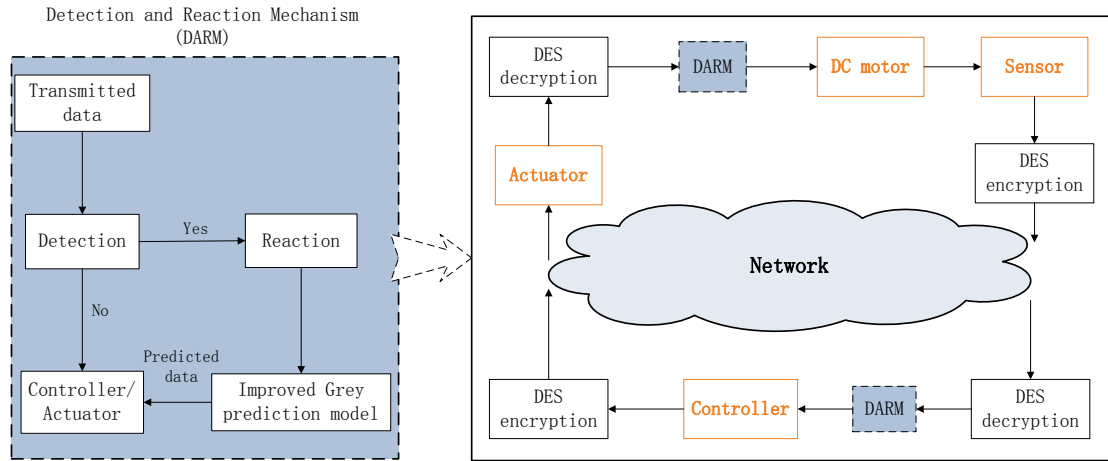 Detection and Reaction Mechanism
(DARM)
Transmitted
data
Detection
Yes
Reaction
No
Predicted
data
Controller/
Actuator
Improved Grey
prediction model
DES
decryption
DARM
DC motor
Sensor
Actuator
DES
encryption
Network
DES
encryption
Controller
DARM
DES
decryption